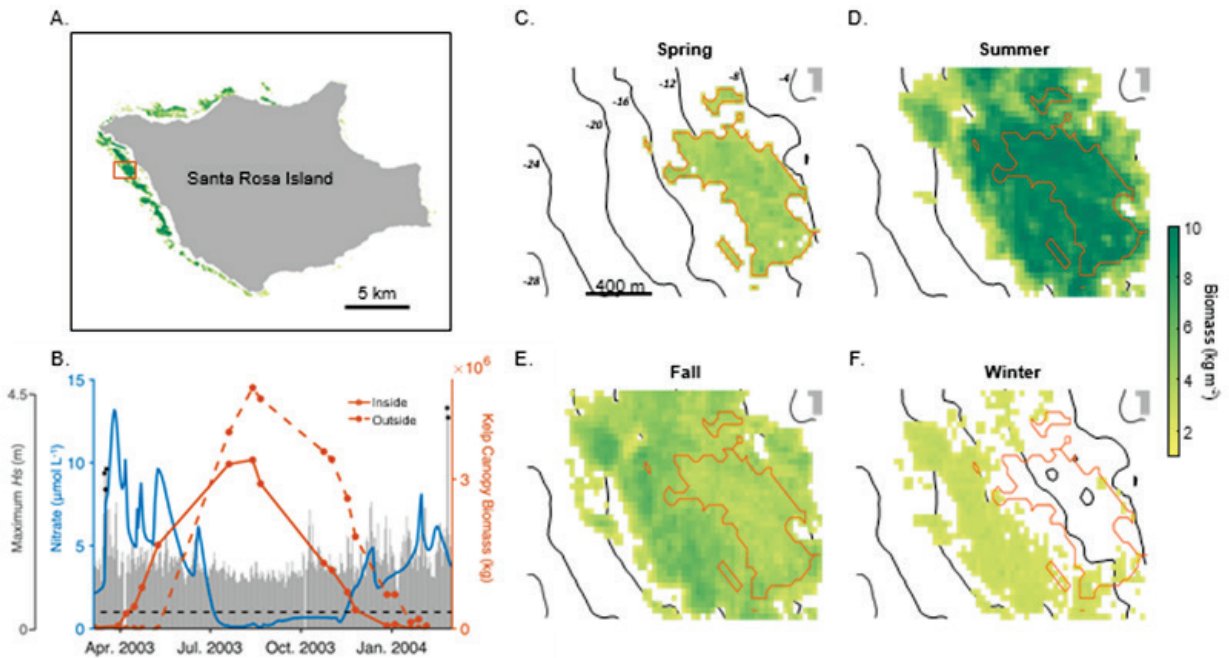 A.
Santa Rosa Island
5 km
B.
Maximum Hs (m)
4.5
0
Nitrate (μmol L⁻¹)
15
10
5
0
Inside
Outside
×10⁶
Kelp Canopy Biomass (kg)
3
0
Apr. 2003 Jul. 2003 Oct. 2003 Jan. 2004
C.
Spring
-4
-8
-12
-16
-20
-24
-28
400 m
D.
Summer
E.
Fall
F.
Winter
Biomass (kg m⁻²)
10
8
6
4
2